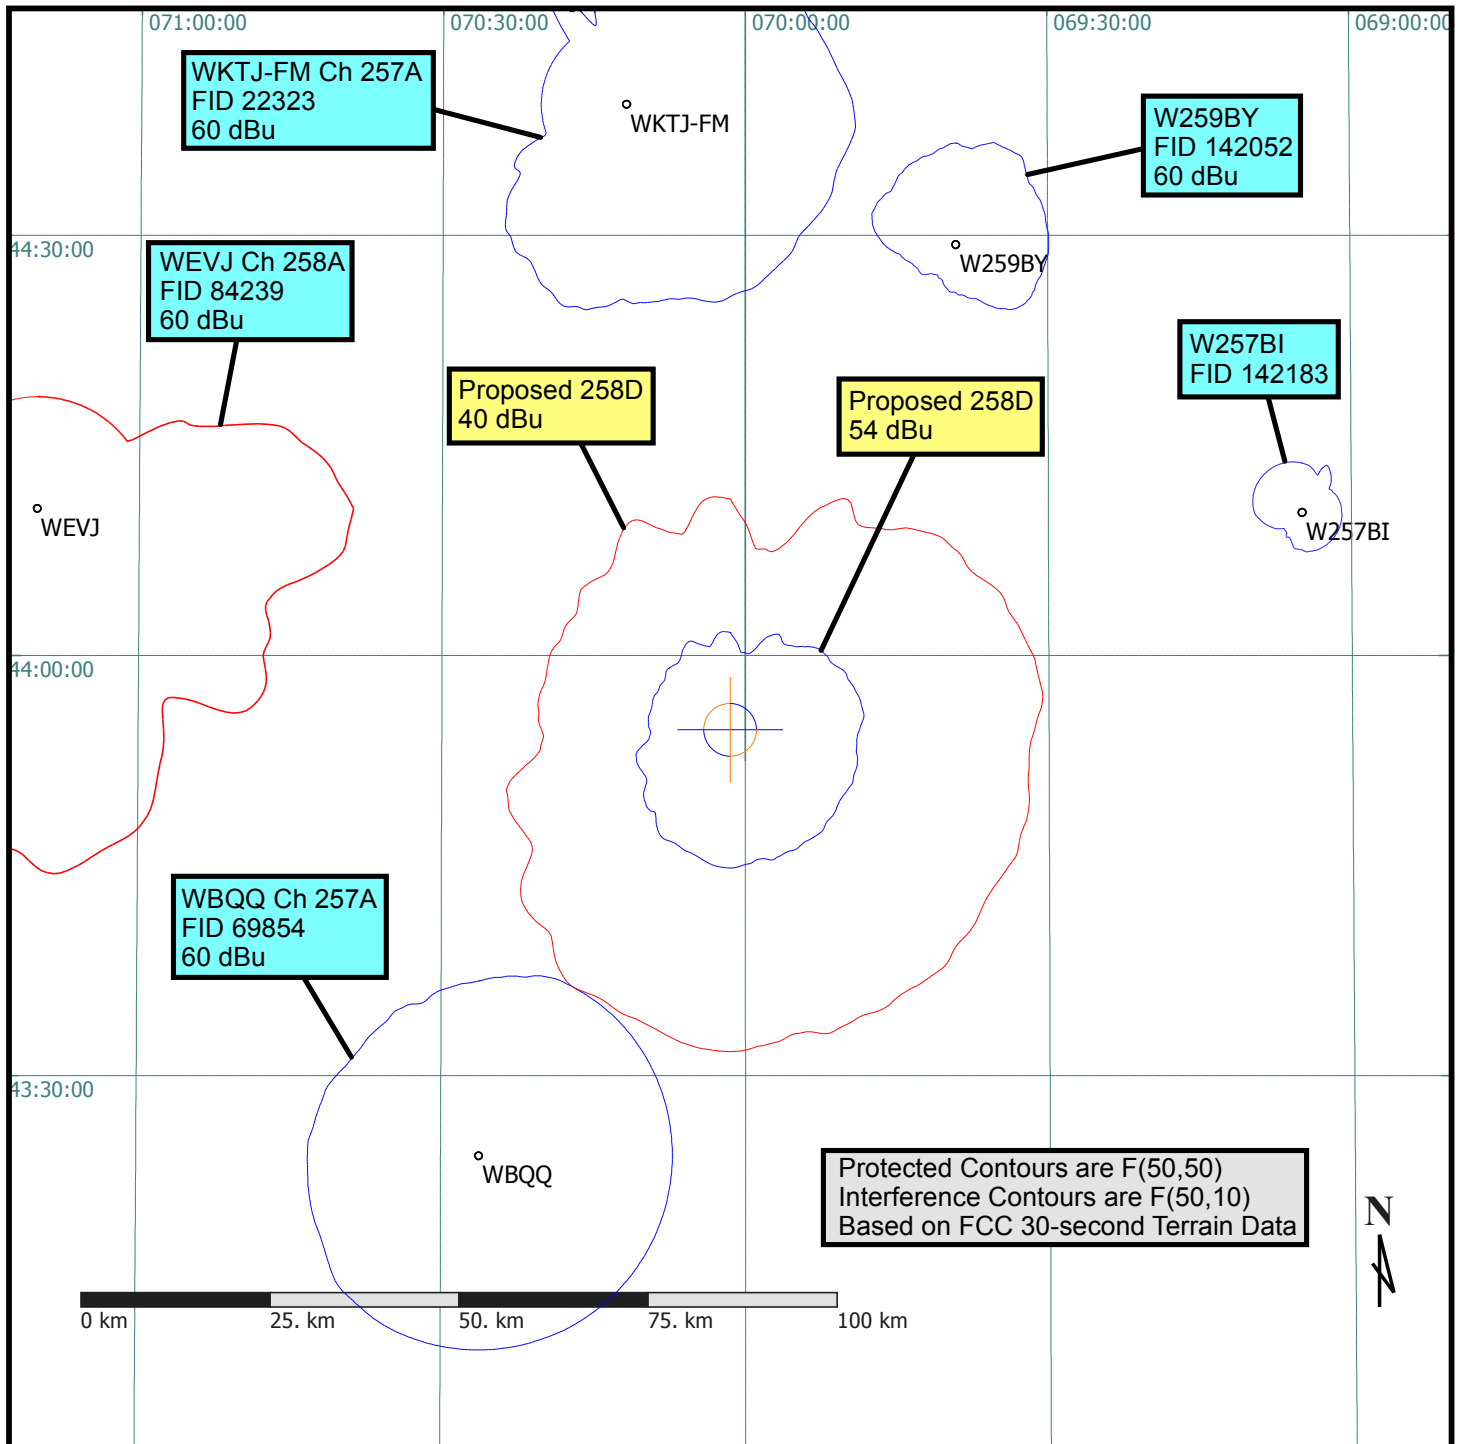 071:00:00
070:30:00
070:00:00
069:30:00
069:00:00
WKTJ-FM Ch 257A
FID 22323
60 dBu
WKTJ-FM
W259BY
FID 142052
60 dBu
44:30:00
W259BY
WEVJ Ch 258A
FID 84239
60 dBu
W257BI
FID 142183
Proposed 258D
40 dBu
Proposed 258D
54 dBu
WEVJ
W257BI
44:00:00
WBQQ Ch 257A
FID 69854
60 dBu
43:30:00
WBQQ
Protected Contours are F(50,50)
Interference Contours are F(50,10)
Based on FCC 30-second Terrain Data
N
0 km
25. km
50. km
75. km
100 km